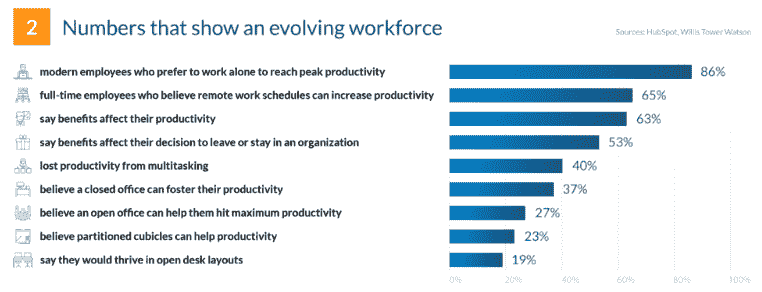 2 Numbers that show an evolving workforce
Sources: HubSpot, Willis Tower Watson
modern employees who prefer to work alone to reach peak productivity 86%
full-time employees who believe remote work schedules can increase productivity 65%
say benefits affect their productivity 63%
say benefits affect their decision to leave or stay in an organization 53%
lost productivity from multitasking 40%
believe a closed office can foster their productivity 37%
believe an open office can help them hit maximum productivity 27%
believe partitioned cubicles can help productivity 23%
say they would thrive in open desk layouts 19%
0% 20% 40% 60% 80% 100%